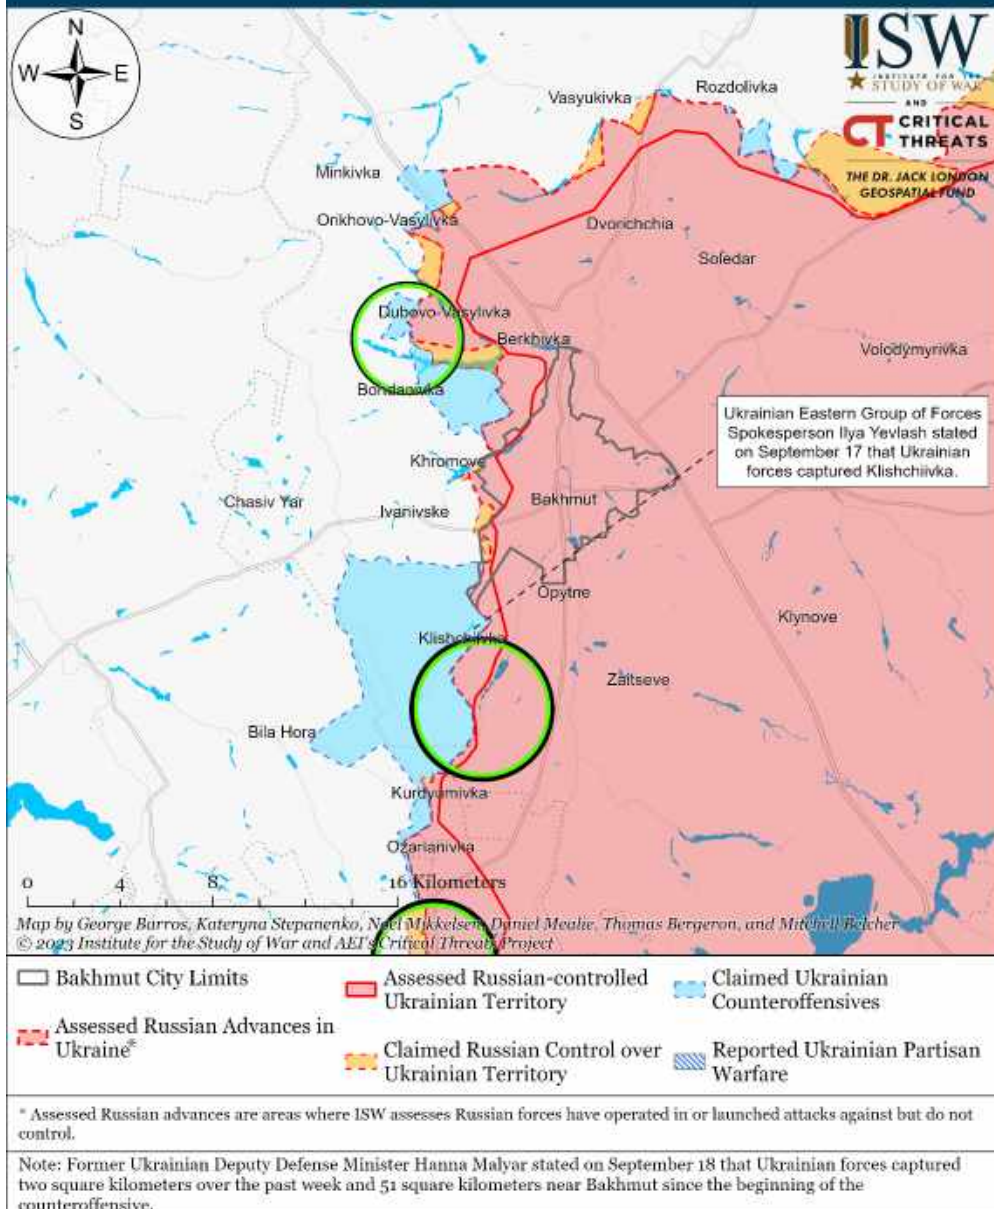 N
W E
S
ISW
INSTITUTE FOR THE
STUDY OF WAR
AND
CT CRITICAL
THREATS
THE DR. JACK LONDON
GEOSPATIAL FUND
Vasyukivka
Rozdolivka
Minkivka
Orikhovo-Vasylivka
Dvorichchia
Soledar
Dubovo-Vasylivka
Berkhivka
Volodymyrivka
Bohdanivka
Ukrainian Eastern Group of Forces
Spokesperson Ilya Yevlash stated
on September 17 that Ukrainian
forces captured Klishchiivka.
Khromove
Chasiv Yar
Ivanivske
Bakhmut
Opytne
Klynove
Klishchiivka
Zaitseve
Bila Hora
Kurdyumivka
Ozarianivka
0 4 8 16 Kilometers
Map by George Barros, Kateryna Stepanenko, Noel Mikkelsen, Daniel Mealie, Thomas Bergeron, and Mitchell Belcher
© 2023 Institute for the Study of War and AEI's Critical Threats Project
Bakhmut City Limits
Assessed Russian Advances in
Ukraine*
Assessed Russian-controlled
Ukrainian Territory
Claimed Russian Control over
Ukrainian Territory
Claimed Ukrainian
Counteroffensives
Reported Ukrainian Partisan
Warfare
* Assessed Russian advances are areas where ISW assesses Russian forces have operated in or launched attacks against but do not
control.
Note: Former Ukrainian Deputy Defense Minister Hanna Malyar stated on September 18 that Ukrainian forces captured
two square kilometers over the past week and 51 square kilometers near Bakhmut since the beginning of the
counteroffensive.